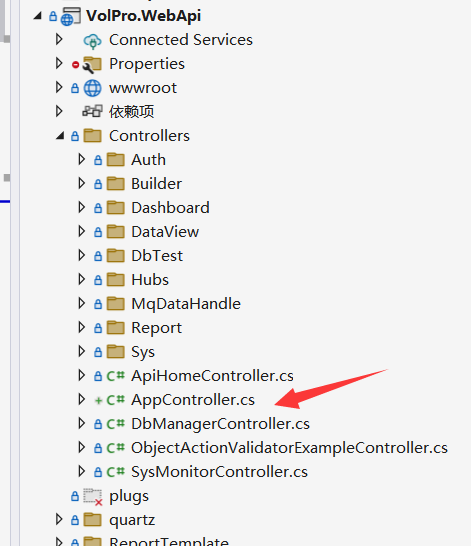 VolPro.WebApi
Connected Services
Properties
wwwroot
依赖项
Controllers
Auth
Builder
Dashboard
DataView
DbTest
Hubs
MqDataHandle
Report
Sys
C# ApiHomeController.cs
C# AppController.cs
C# DbManagerController.cs
C# ObjectActionValidatorExampleController.cs
C# SysMonitorController.cs
plugs
quartz
ReportTemplate